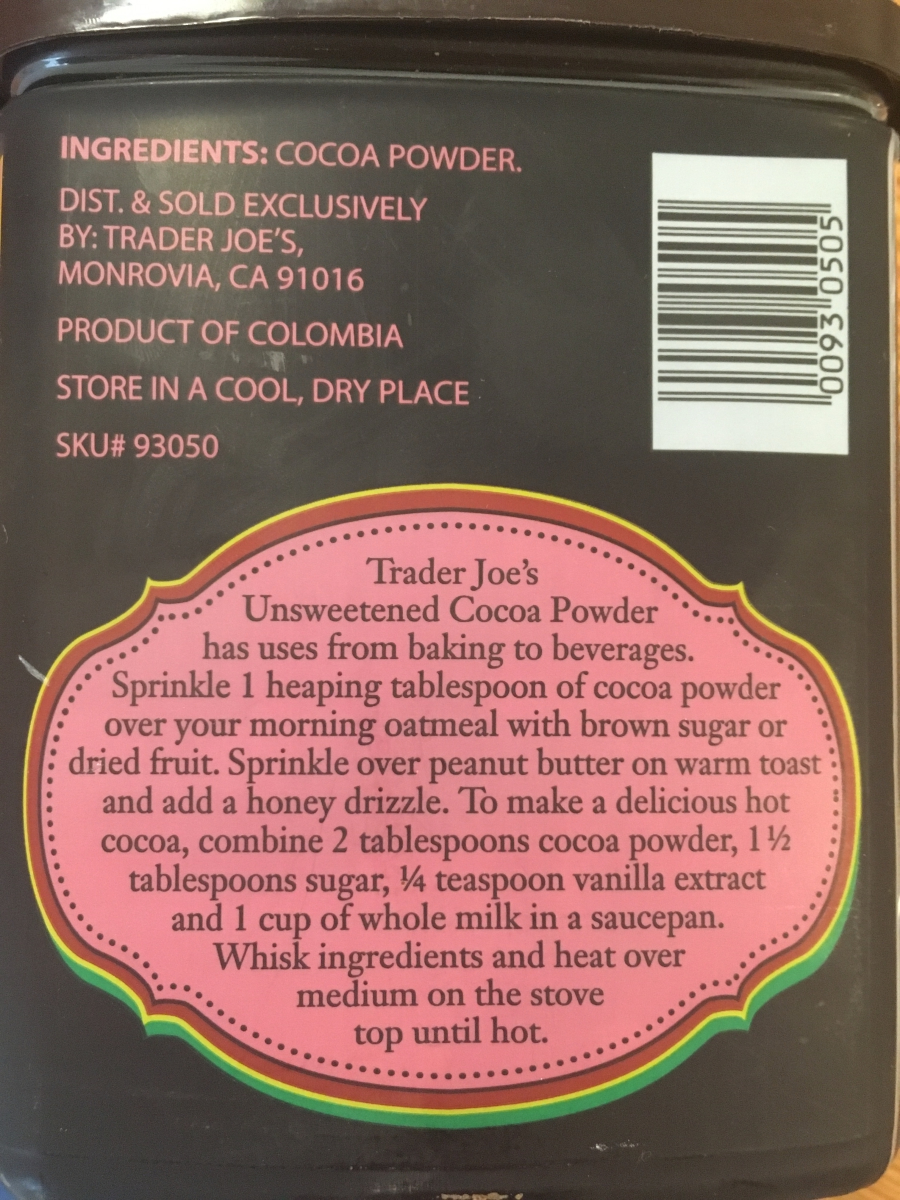 INGREDIENTS: COCOA POWDER.
DIST. & SOLD EXCLUSIVELY
BY: TRADER JOE'S,
MONROVIA, CA 91016
PRODUCT OF COLOMBIA
STORE IN A COOL, DRY PLACE
SKU# 93050
0093 0505
Trader Joe's
Unsweetened Cocoa Powder
has uses from baking to beverages.
Sprinkle 1 heaping tablespoon of cocoa powder
over your morning oatmeal with brown sugar or
dried fruit. Sprinkle over peanut butter on warm toast
and add a honey drizzle. To make a delicious hot
cocoa, combine 2 tablespoons cocoa powder, 1½
tablespoons sugar, ¼ teaspoon vanilla extract
and 1 cup of whole milk in a saucepan.
Whisk ingredients and heat over
medium on the stove
top until hot.